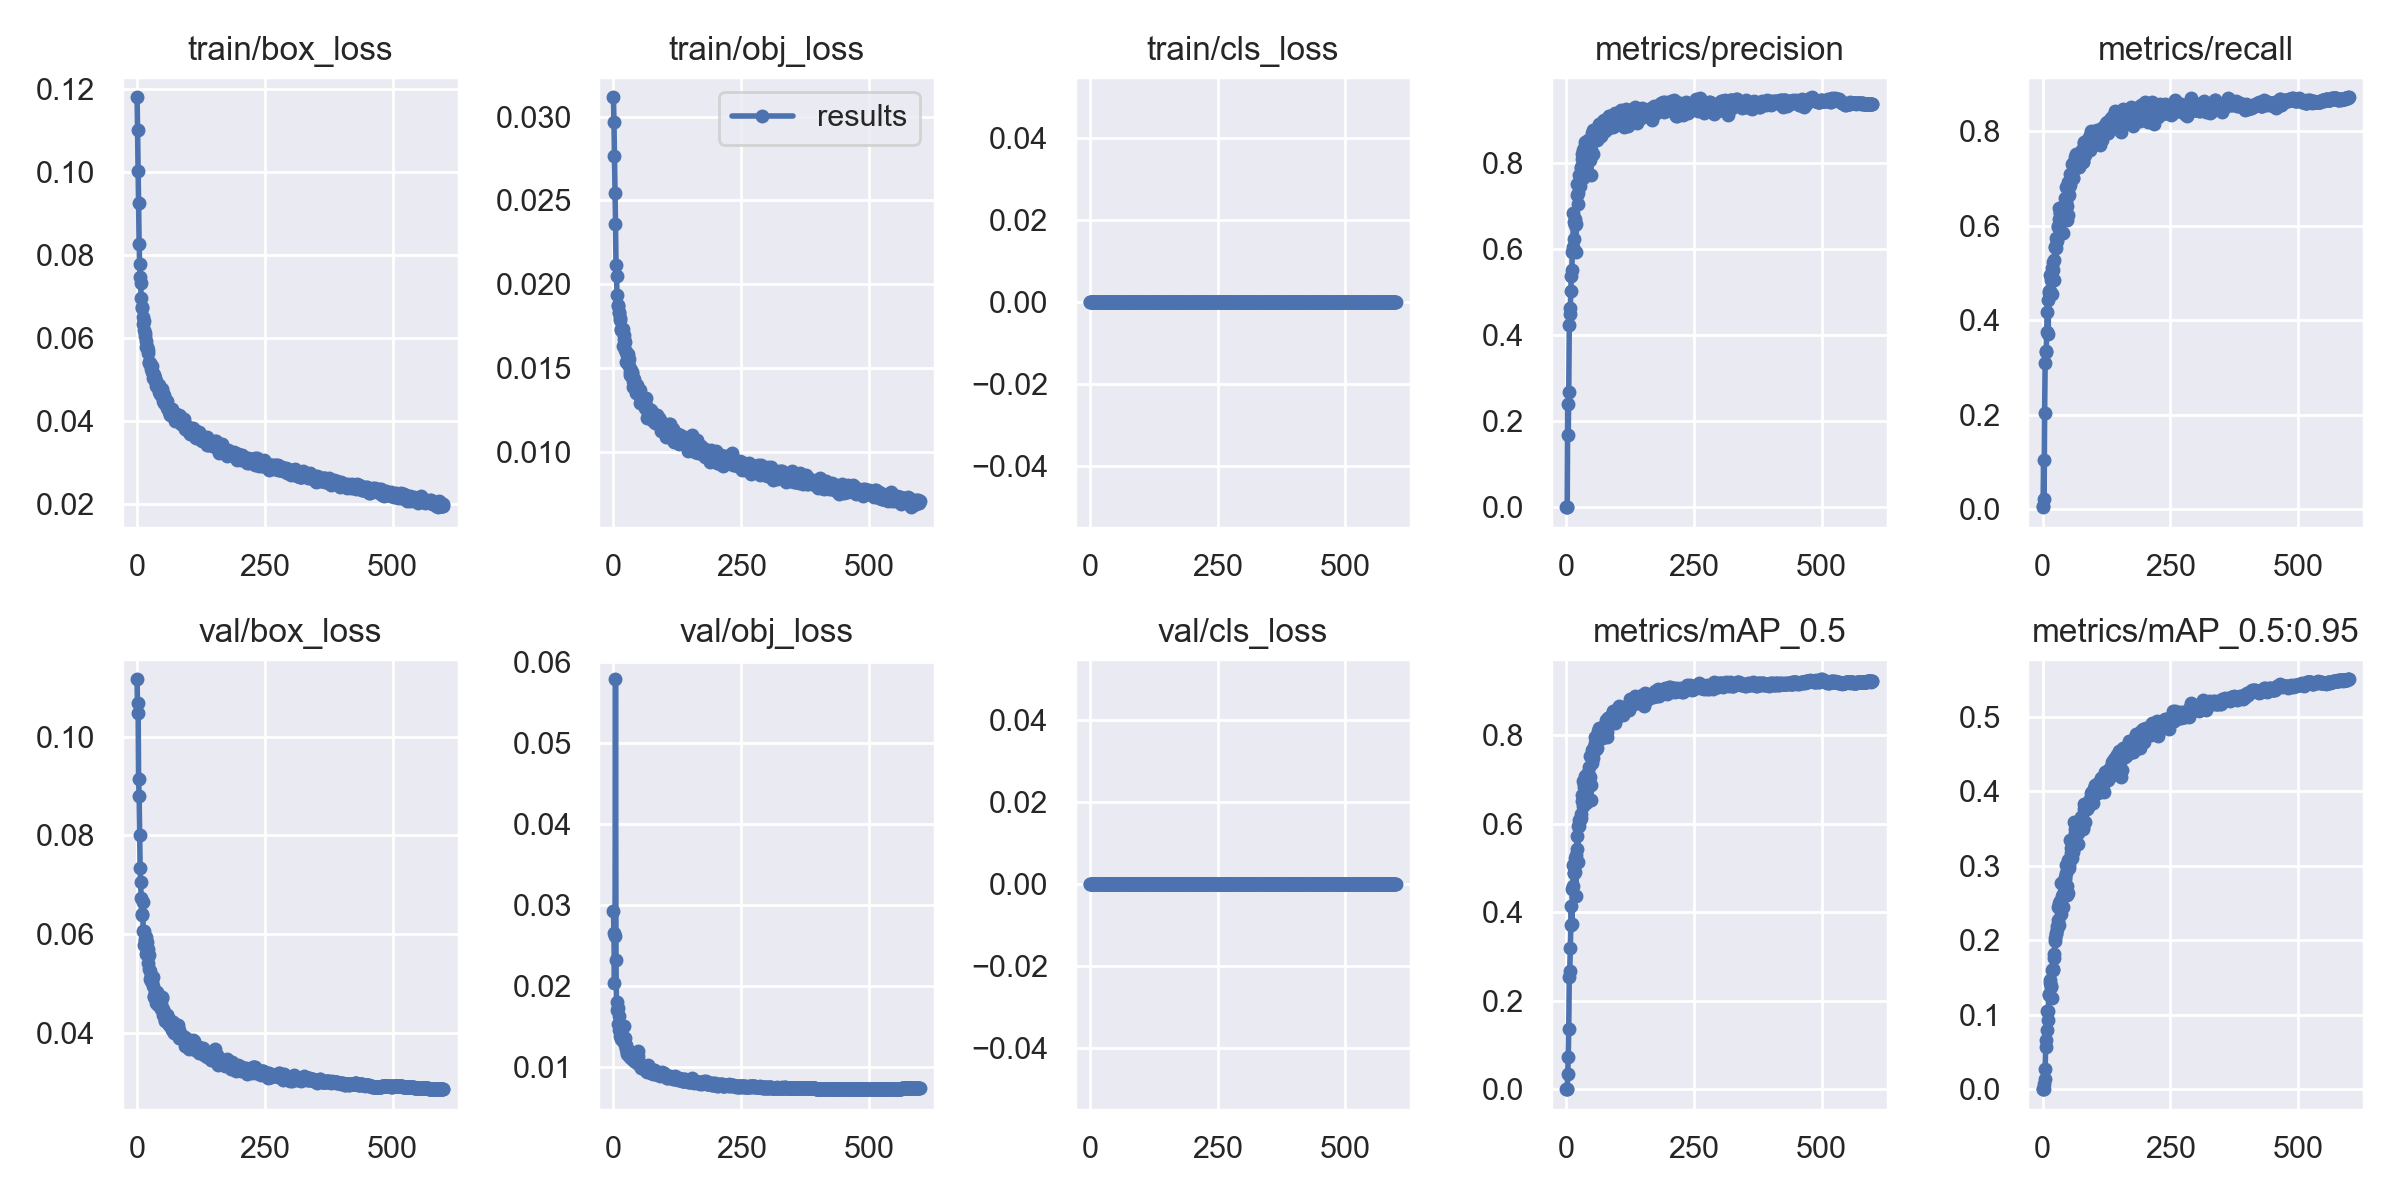 train/box_loss
0.12
0.10
0.08
0.06
0.04
0.02
0 250 500
train/obj_loss
results
0.030
0.025
0.020
0.015
0.010
0 250 500
train/cls_loss
0.04
0.02
0.00
−0.02
−0.04
0 250 500
metrics/precision
0.8
0.6
0.4
0.2
0.0
0 250 500
metrics/recall
0.8
0.6
0.4
0.2
0.0
0 250 500
val/box_loss
0.10
0.08
0.06
0.04
0 250 500
val/obj_loss
0.06
0.05
0.04
0.03
0.02
0.01
0 250 500
val/cls_loss
0.04
0.02
0.00
−0.02
−0.04
0 250 500
metrics/mAP_0.5
0.8
0.6
0.4
0.2
0.0
0 250 500
metrics/mAP_0.5:0.95
0.5
0.4
0.3
0.2
0.1
0.0
0 250 500